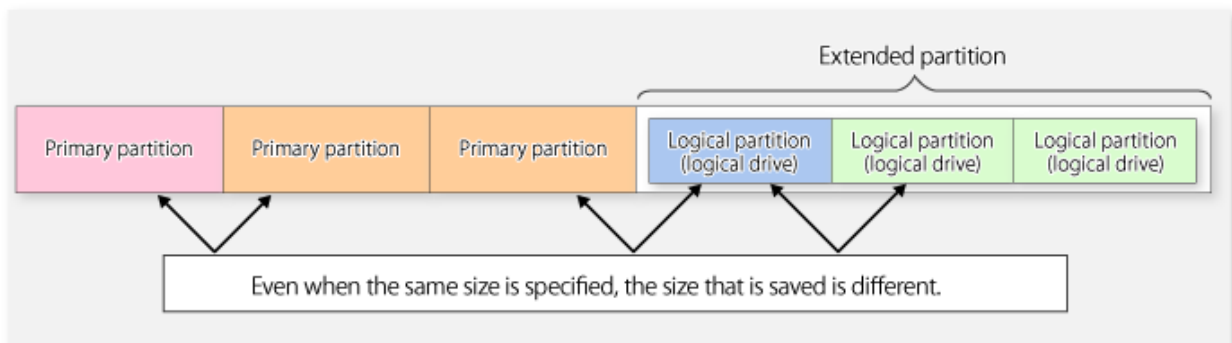 Extended partition
Primary partition
Primary partition
Primary partition
Logical partition
(logical drive)
Logical partition
(logical drive)
Logical partition
(logical drive)
Even when the same size is specified, the size that is saved is different.